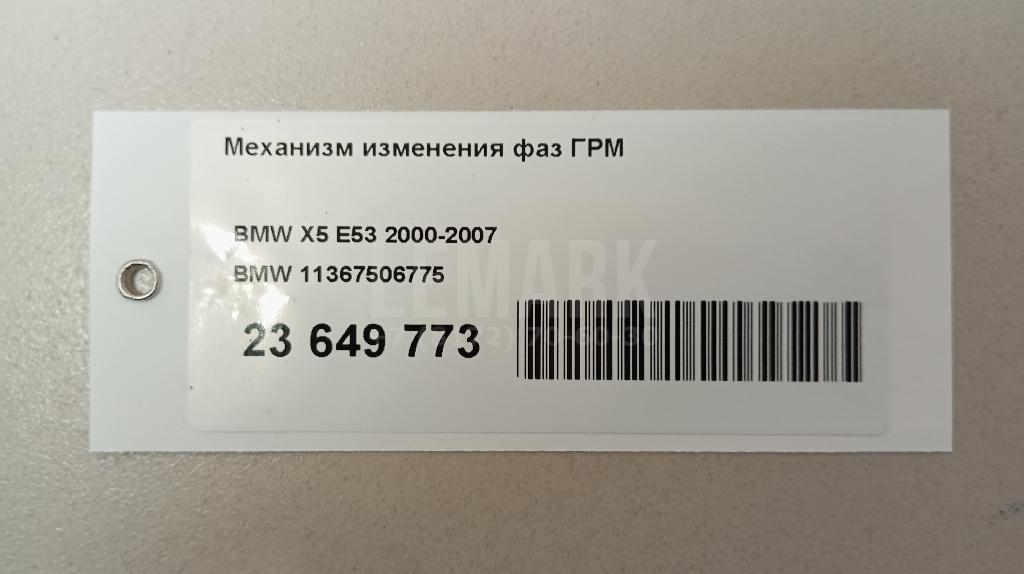 Механизм изменения фаз ГРМ
BMW X5 E53 2000-2007
BMW 11367506775
23 649 773